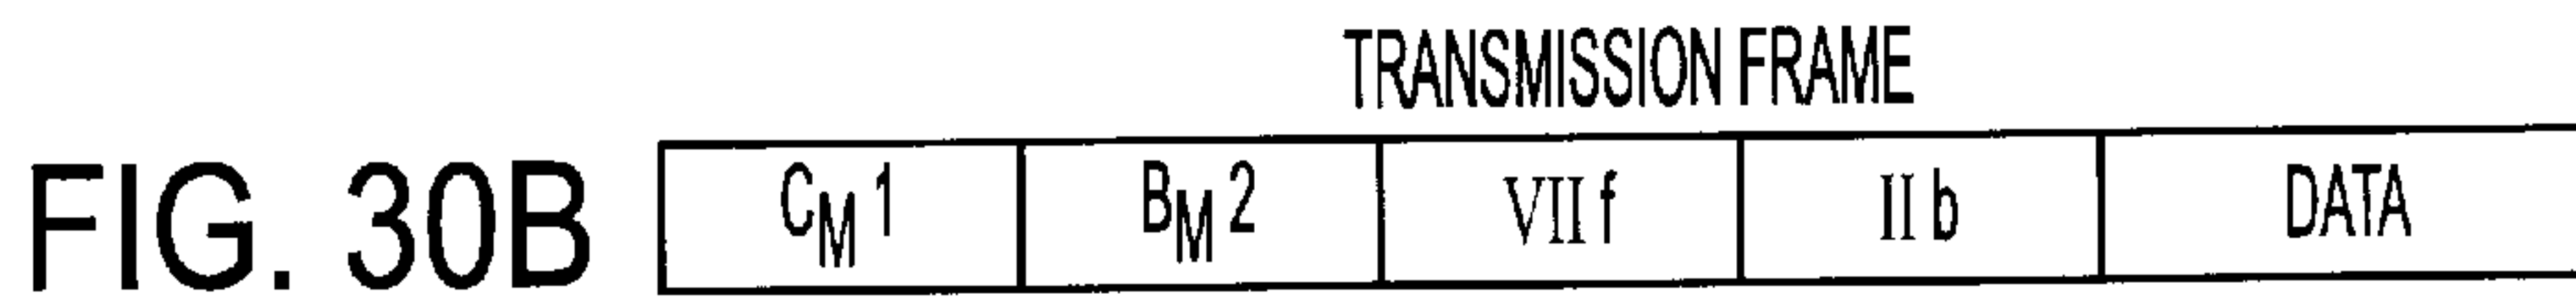 TRANSMISSION FRAME
FIG. 30B C_M 1 B_M 2 VII f II b DATA